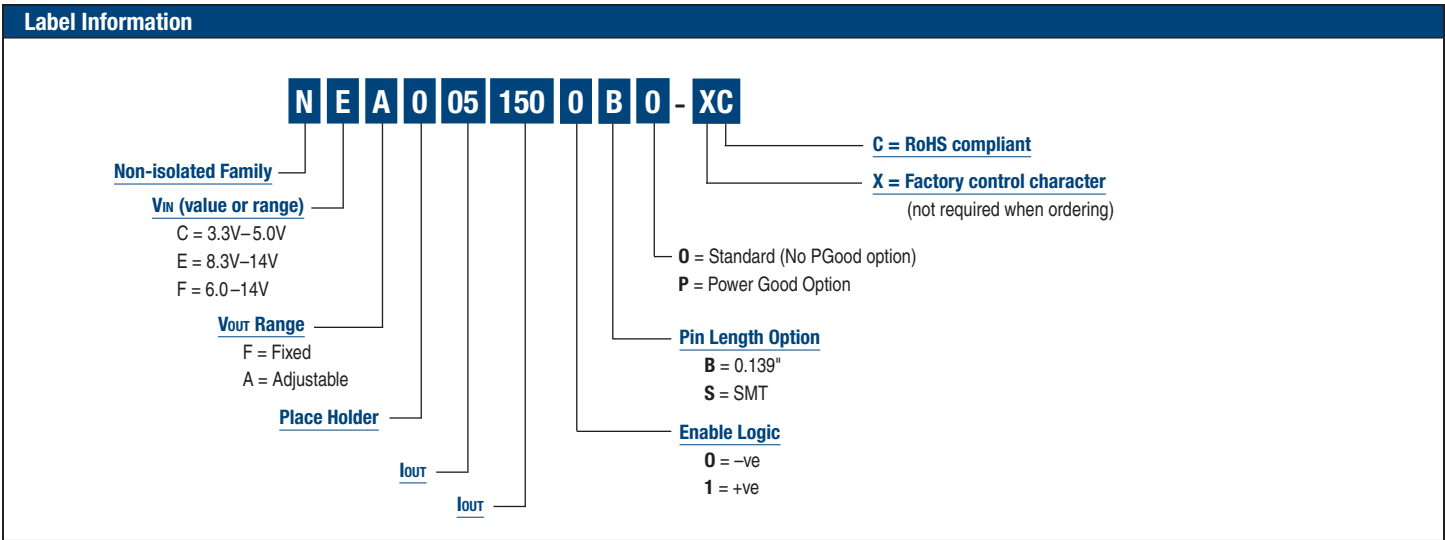 Label Information
N E A 0 05 150 0 B 0 - XC
Non-isolated Family
VIN (value or range)
C = 3.3V–5.0V
E = 8.3V–14V
F = 6.0–14V
VOUT Range
F = Fixed
A = Adjustable
Place Holder
IOUT
IOUT
C = RoHS compliant
X = Factory control character
(not required when ordering)
0 = Standard (No PGood option)
P = Power Good Option
Pin Length Option
B = 0.139"
S = SMT
Enable Logic
0 = –ve
1 = +ve